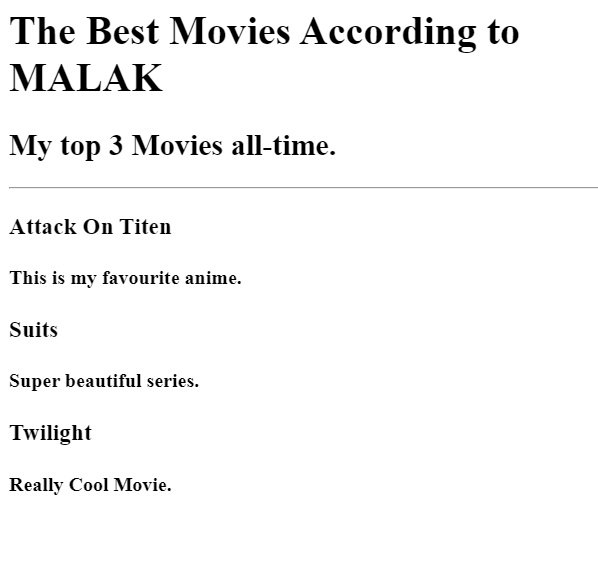 The Best Movies According to
MALAK
My top 3 Movies all-time.
Attack On Titen
This is my favourite anime.
Suits
Super beautiful series.
Twilight
Really Cool Movie.